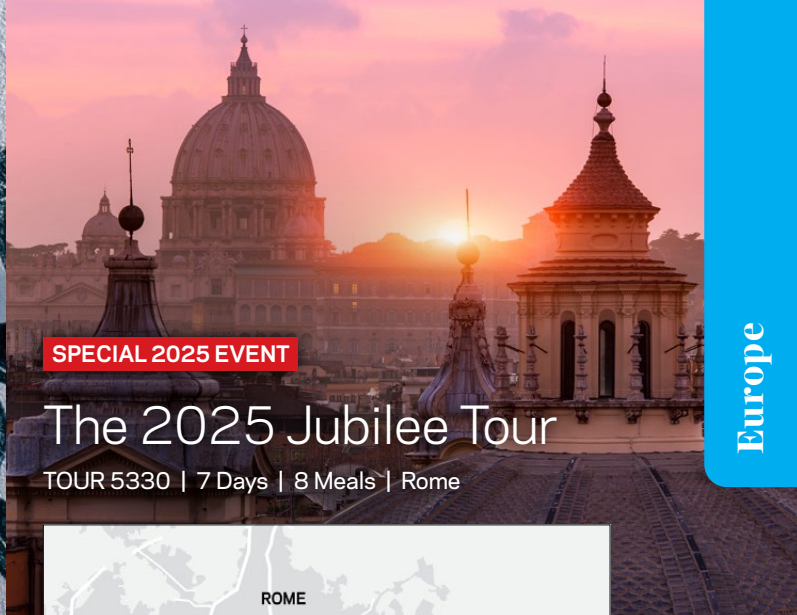 SPECIAL 2025 EVENT
The 2025 Jubilee Tour
TOUR 5330 | 7 Days | 8 Meals | Rome
ROME
Europe